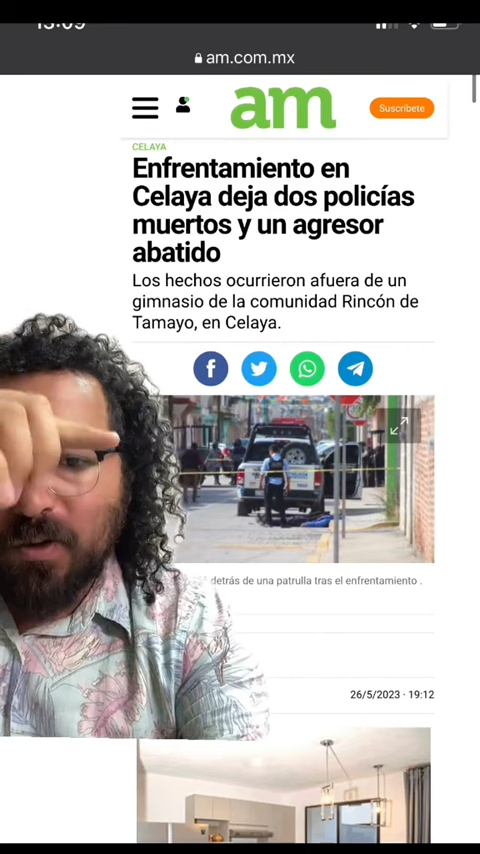 13:09
am.com.mx
am
Suscríbete
CELAYA
Enfrentamiento en
Celaya deja dos policías
muertos y un agresor
abatido
Los hechos ocurrieron afuera de un
gimnasio de la comunidad Rincón de
Tamayo, en Celaya.
detrás de una patrulla tras el enfrentamiento .
26/5/2023 · 19:12